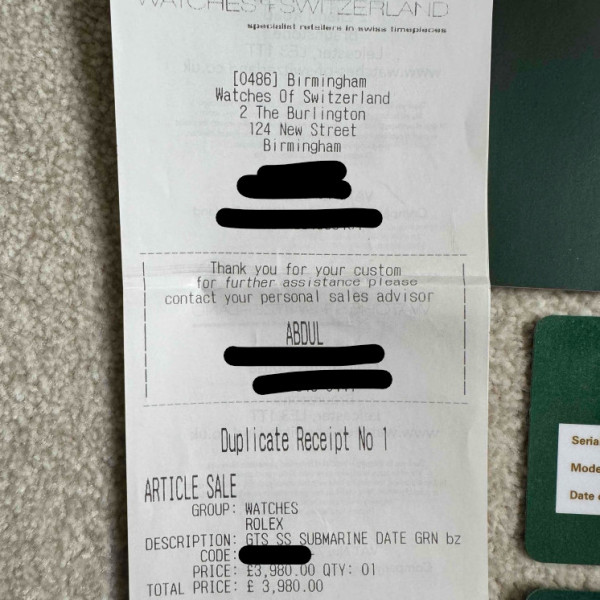 WATCHES OF SWITZERLAND
specialist retailers in swiss timepieces
[0486] Birmingham
Watches Of Switzerland
2 The Burlington
124 New Street
Birmingham
Thank you for your custom
for further assistance please
contact your personal sales advisor
ABDUL
Duplicate Receipt No 1
ARTICLE SALE
GROUP: WATCHES
ROLEX
DESCRIPTION: GTS SS SUBMARINE DATE GRN bz
CODE:
PRICE: £3,980.00 QTY: 01
TOTAL PRICE: £ 3,980.00
Seria
Mode
Date